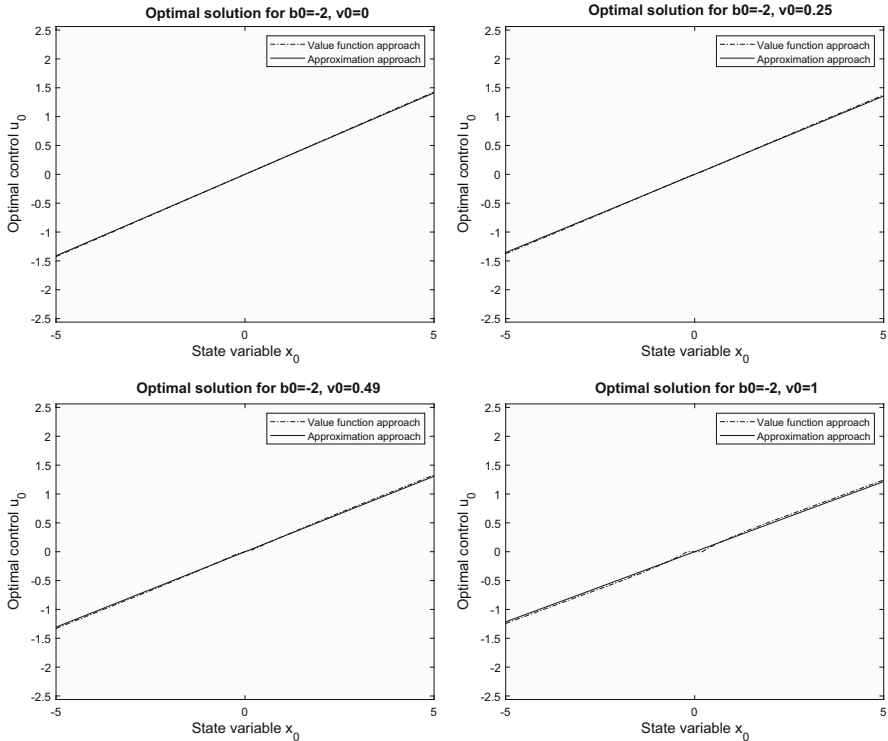 Optimal solution for b0=-2, v0=0
2.5
2
1.5
1
0.5
0
-0.5
-1
-1.5
-2
-2.5
Optimal control u0
Value function approach
Approximation approach
-5
0
5
State variable x0
Optimal solution for b0=-2, v0=0.25
2.5
2
1.5
1
0.5
0
-0.5
-1
-1.5
-2
-2.5
Optimal control u0
Value function approach
Approximation approach
-5
0
5
State variable x0
Optimal solution for b0=-2, v0=0.49
2.5
2
1.5
1
0.5
0
-0.5
-1
-1.5
-2
-2.5
Optimal control u0
Value function approach
Approximation approach
-5
0
5
State variable x0
Optimal solution for b0=-2, v0=1
2.5
2
1.5
1
0.5
0
-0.5
-1
-1.5
-2
-2.5
Optimal control u0
Value function approach
Approximation approach
-5
0
5
State variable x0